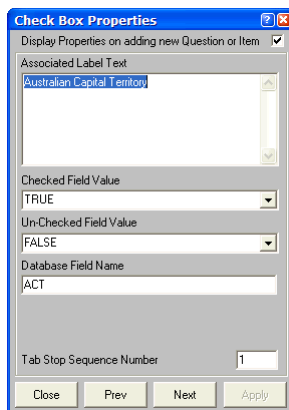 Check Box Properties
Display Properties on adding new Question or Item
Associated Label Text
Australian Capital Territory
Checked Field Value
TRUE
Un-Checked Field Value
FALSE
Database Field Name
ACT
Tab Stop Sequence Number 1
Close Prev Next Apply